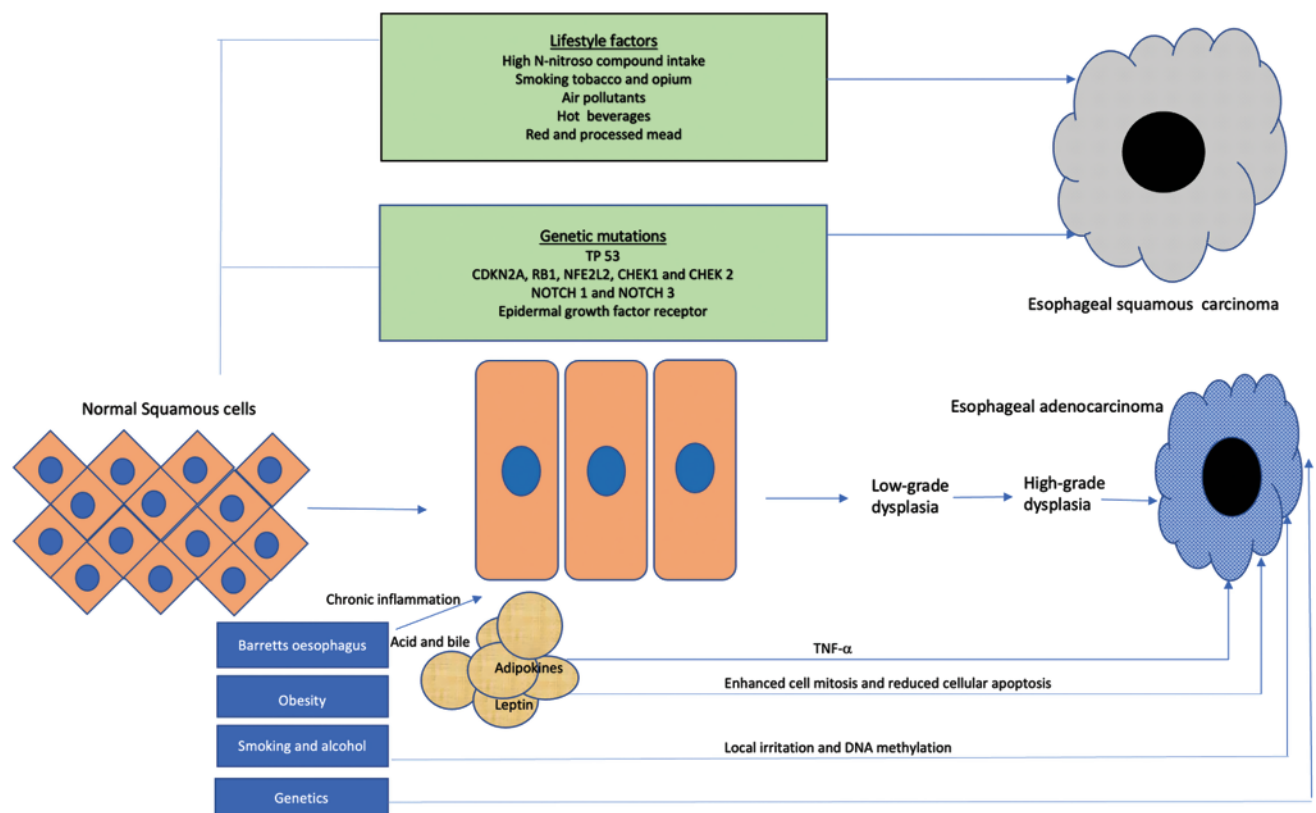 Lifestyle factors
High N-nitroso compound intake
Smoking tobacco and opium
Air pollutants
Hot beverages
Red and processed mead
Genetic mutations
TP 53
CDKN2A, RB1, NFE2L2, CHEK1 and CHEK 2
NOTCH 1 and NOTCH 3
Epidermal growth factor receptor
Esophageal squamous carcinoma
Normal Squamous cells
Esophageal adenocarcinoma
Low-grade
dysplasia
High-grade
dysplasia
Chronic inflammation
Barretts oesophagus
Acid and bile
Adipokines
TNF-α
Obesity
Leptin
Enhanced cell mitosis and reduced cellular apoptosis
Smoking and alcohol
Local irritation and DNA methylation
Genetics